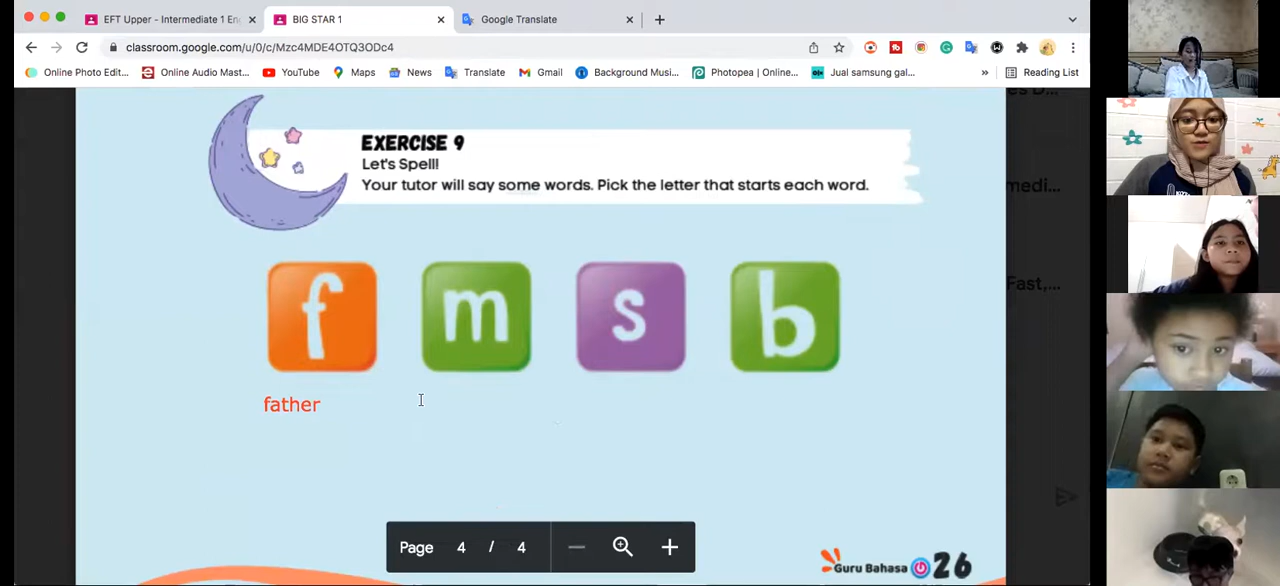 EFT Upper - Intermediate 1 En
BIG STAR 1
Google Translate
classroom.google.com/u/0/c/Mzc4MDE4OTQ3ODc4
Online Photo Edit...
Online Audio Mast...
YouTube
Maps
News
Translate
Gmail
Background Musi...
Photopea | Online...
Jual samsung gal...
»
Reading List
EXERCISE 9
Let's Spell!
Your tutor will say some words. Pick the letter that starts each word.
f m s b
father
Fast,...
Page 4 / 4
Guru Bahasa 26